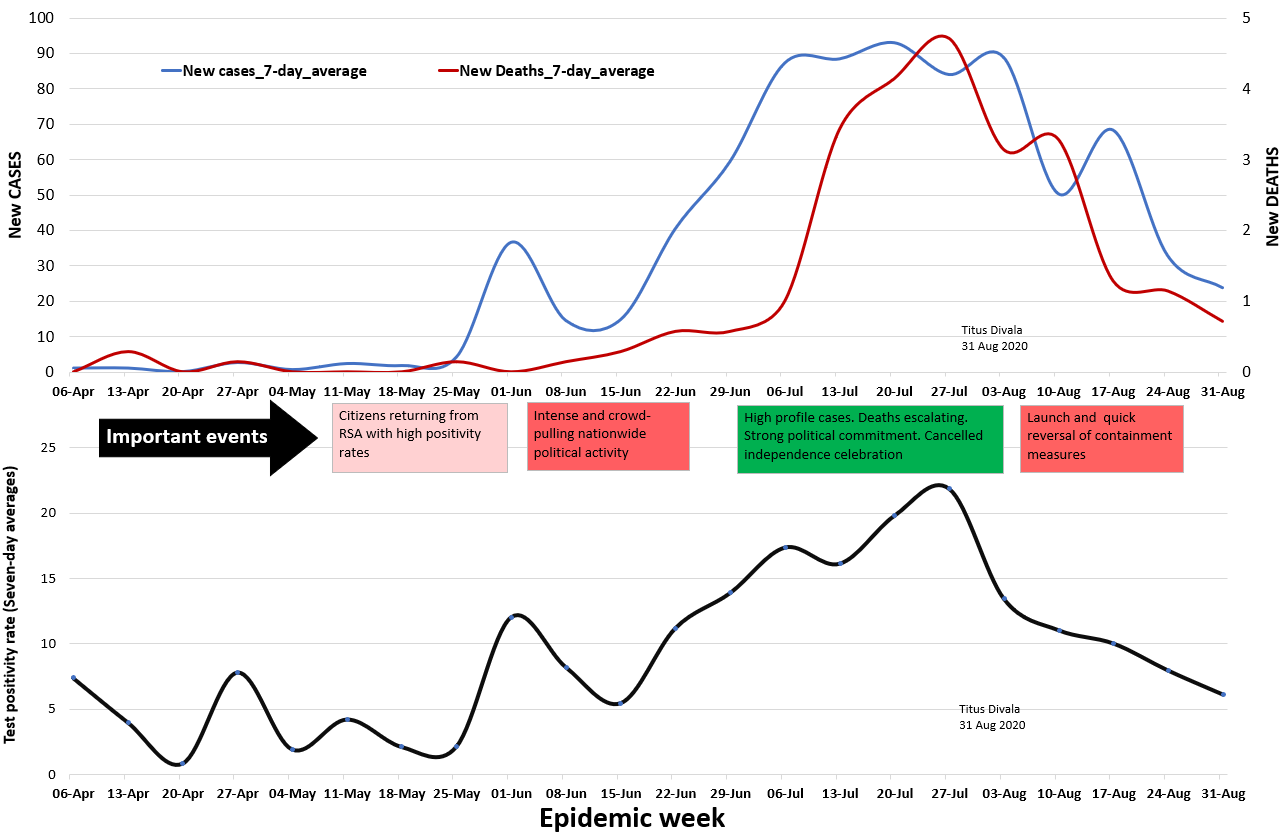 100
90
80
70
60
50
40
30
20
10
0
New CASES
New cases_7-day_average
New Deaths_7-day_average
5
4
3
2
1
0
New DEATHS
Titus Divala
31 Aug 2020
06-Apr 13-Apr 20-Apr 27-Apr 04-May 11-May 18-May 25-May 01-Jun 08-Jun 15-Jun 22-Jun 29-Jun 06-Jul 13-Jul 20-Jul 27-Jul 03-Aug 10-Aug 17-Aug 24-Aug 31-Aug
Important events
Citizens returning from
RSA with high positivity
rates
Intense and crowd-
pulling nationwide
political activity
High profile cases. Deaths escalating.
Strong political commitment. Cancelled
independence celebration
Launch and quick
reversal of containment
measures
25
20
15
10
5
0
Test positivity rate (Seven-day averages)
Titus Divala
31 Aug 2020
06-Apr 13-Apr 20-Apr 27-Apr 04-May 11-May 18-May 25-May 01-Jun 08-Jun 15-Jun 22-Jun 29-Jun 06-Jul 13-Jul 20-Jul 27-Jul 03-Aug 10-Aug 17-Aug 24-Aug 31-Aug
Epidemic week